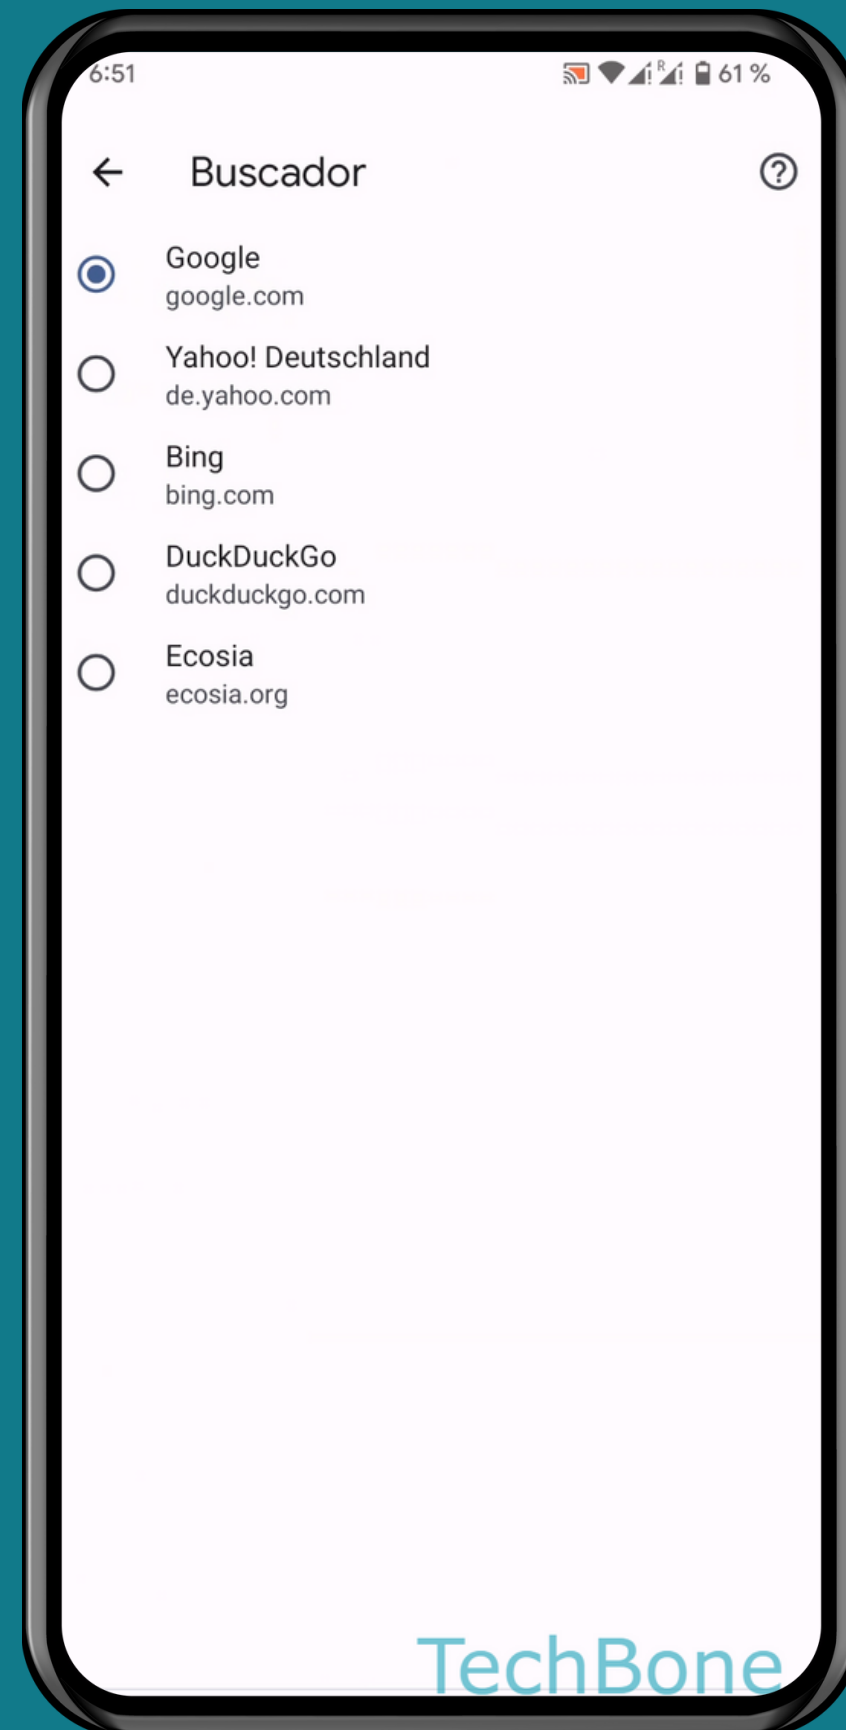 6:51
R
61 %
Buscador
Google
google.com
Yahoo! Deutschland
de.yahoo.com
Bing
bing.com
DuckDuckGo
duckduckgo.com
Ecosia
ecosia.org
TechBone